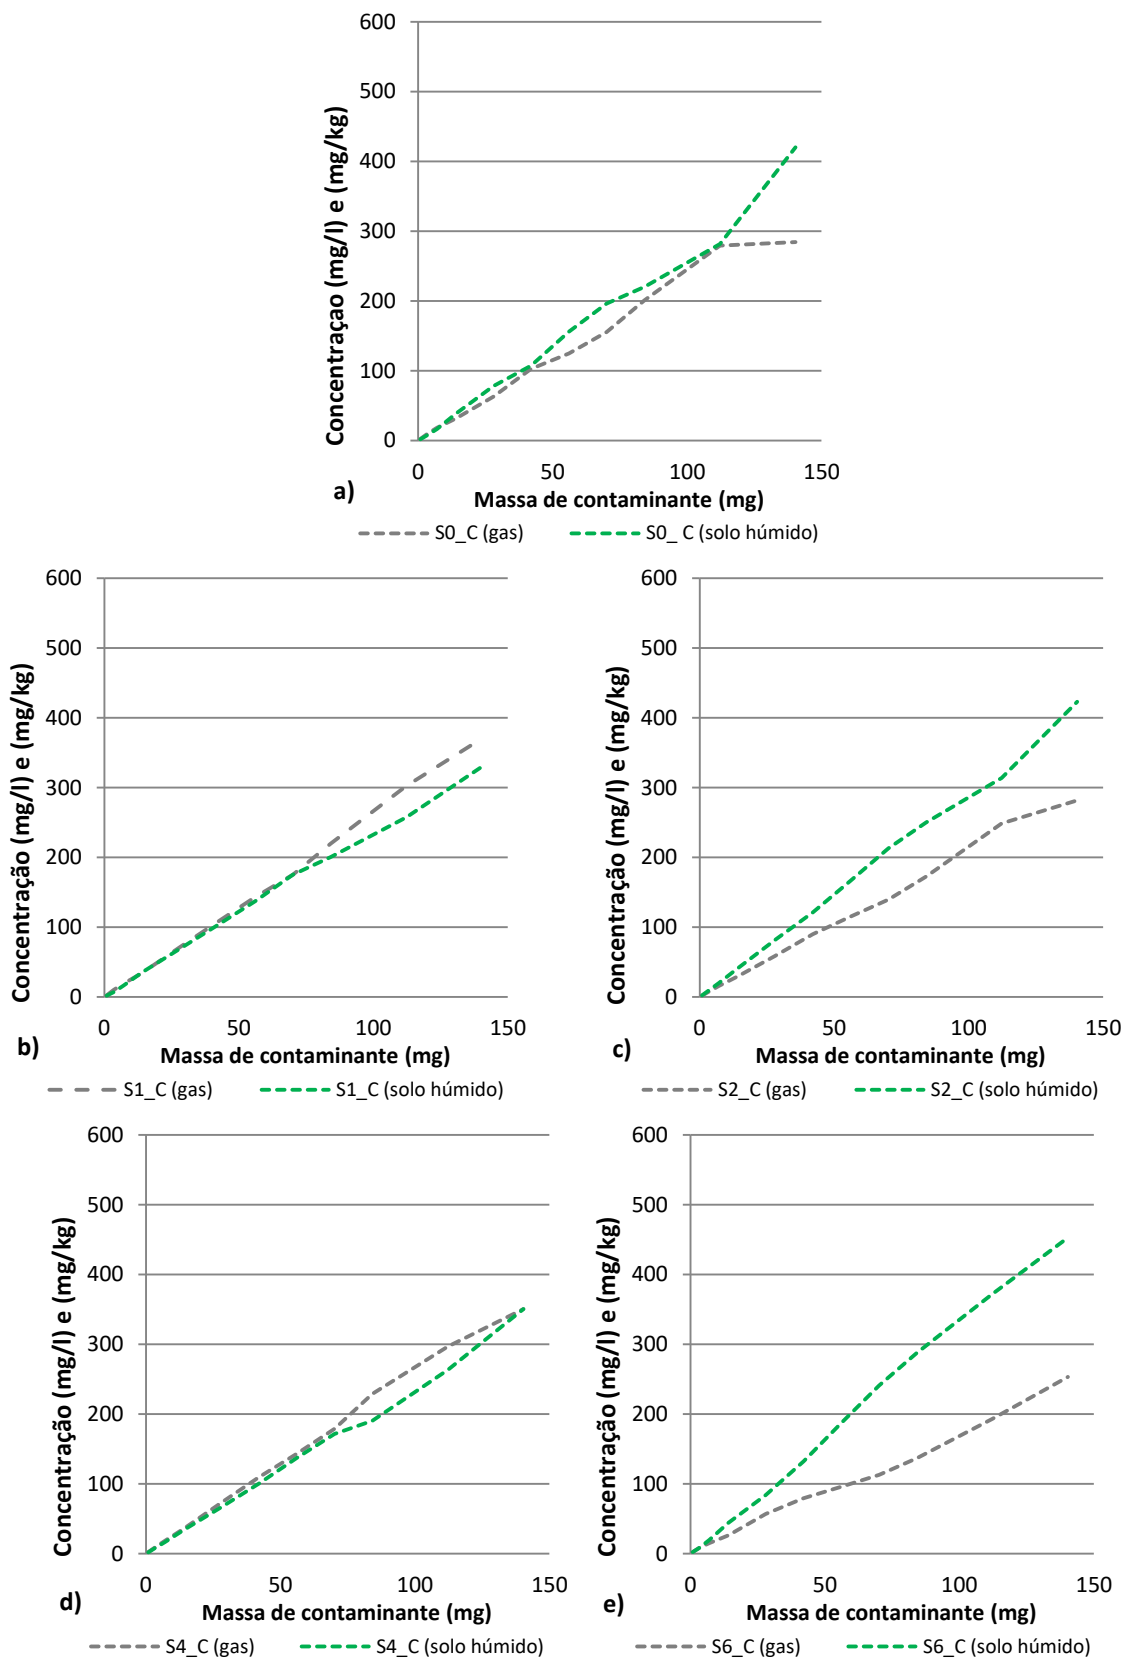 600
500
400
300
200
100
0
Concentraçao (mg/l) e (mg/kg)
0 50 100 150
a)
Massa de contaminante (mg)
S0_C (gas) S0_ C (solo húmido)
600
500
400
300
200
100
0
Concentração (mg/l) e (mg/kg)
0 50 100 150
b)
Massa de contaminante (mg)
S1_C (gas) S1_C (solo húmido)
600
500
400
300
200
100
0
Concentração (mg/l) e (mg/kg)
0 50 100 150
c)
Massa de contaminante (mg)
S2_C (gas) S2_C (solo húmido)
600
500
400
300
200
100
0
Concentração (mg/l) e (mg/kg)
0 50 100 150
d)
Massa de contaminante (mg)
S4_C (gas) S4_C (solo húmido)
600
500
400
300
200
100
0
Concentração (mg/l) e (mg/kg)
0 50 100 150
e)
Massa de contaminante (mg)
S6_C (gas) S6_C (solo húmido)